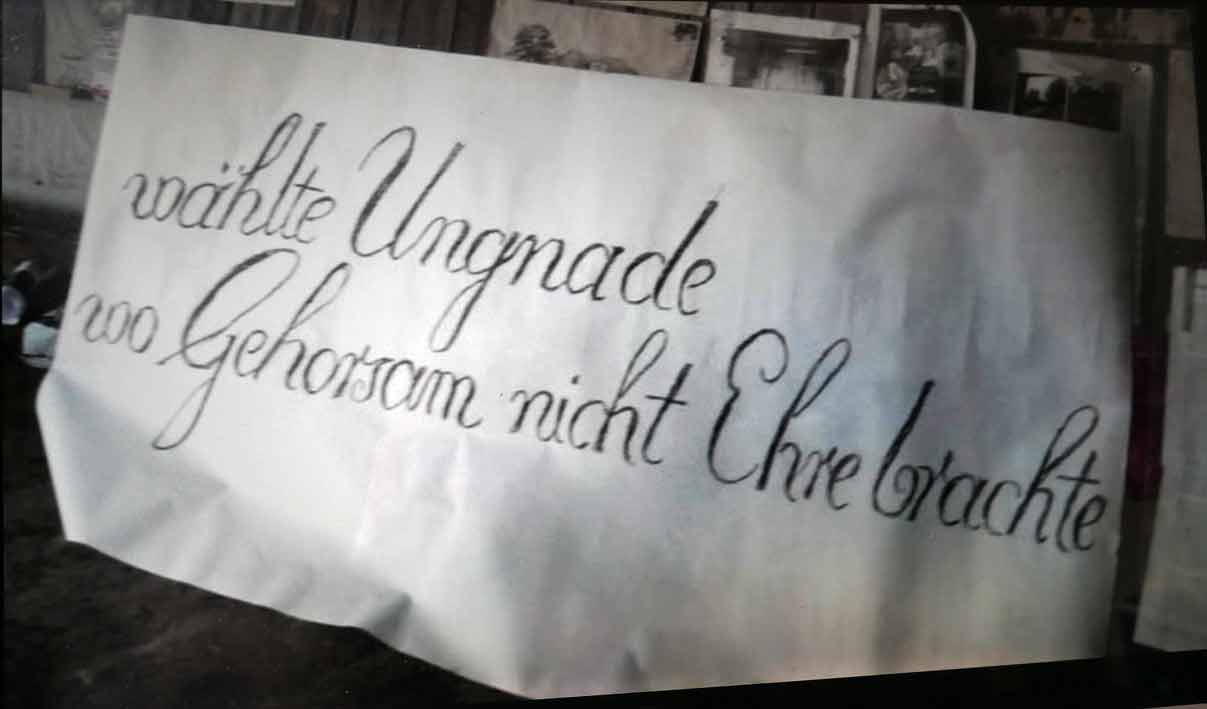 wählte Ungnade
wo Gehorsam nicht Ehre brachte